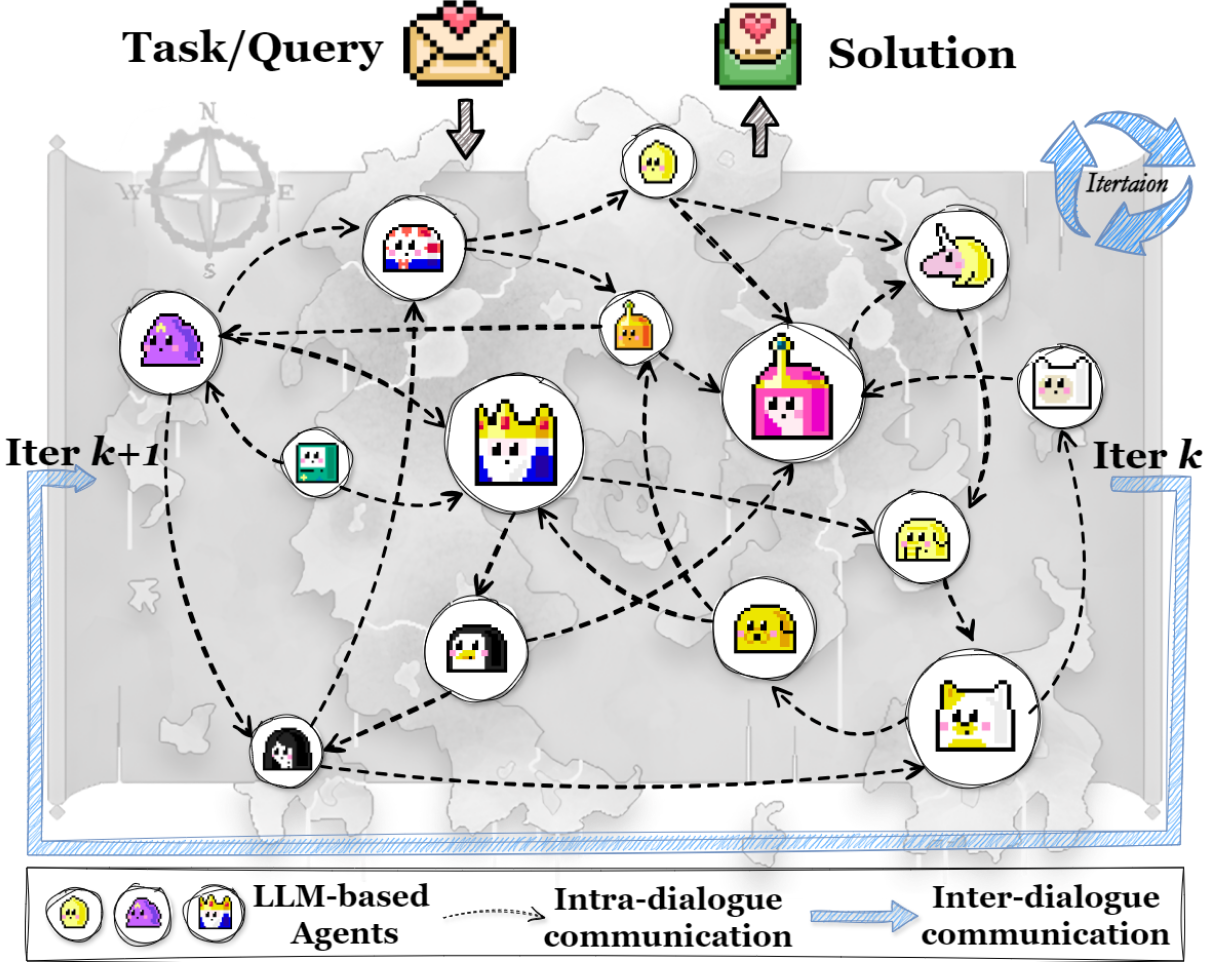 Task/Query
Solution
N
W
E
S
Itertaion
Iter k+1
Iter k
LLM-based
Agents
Intra-dialogue
communication
Inter-dialogue
communication